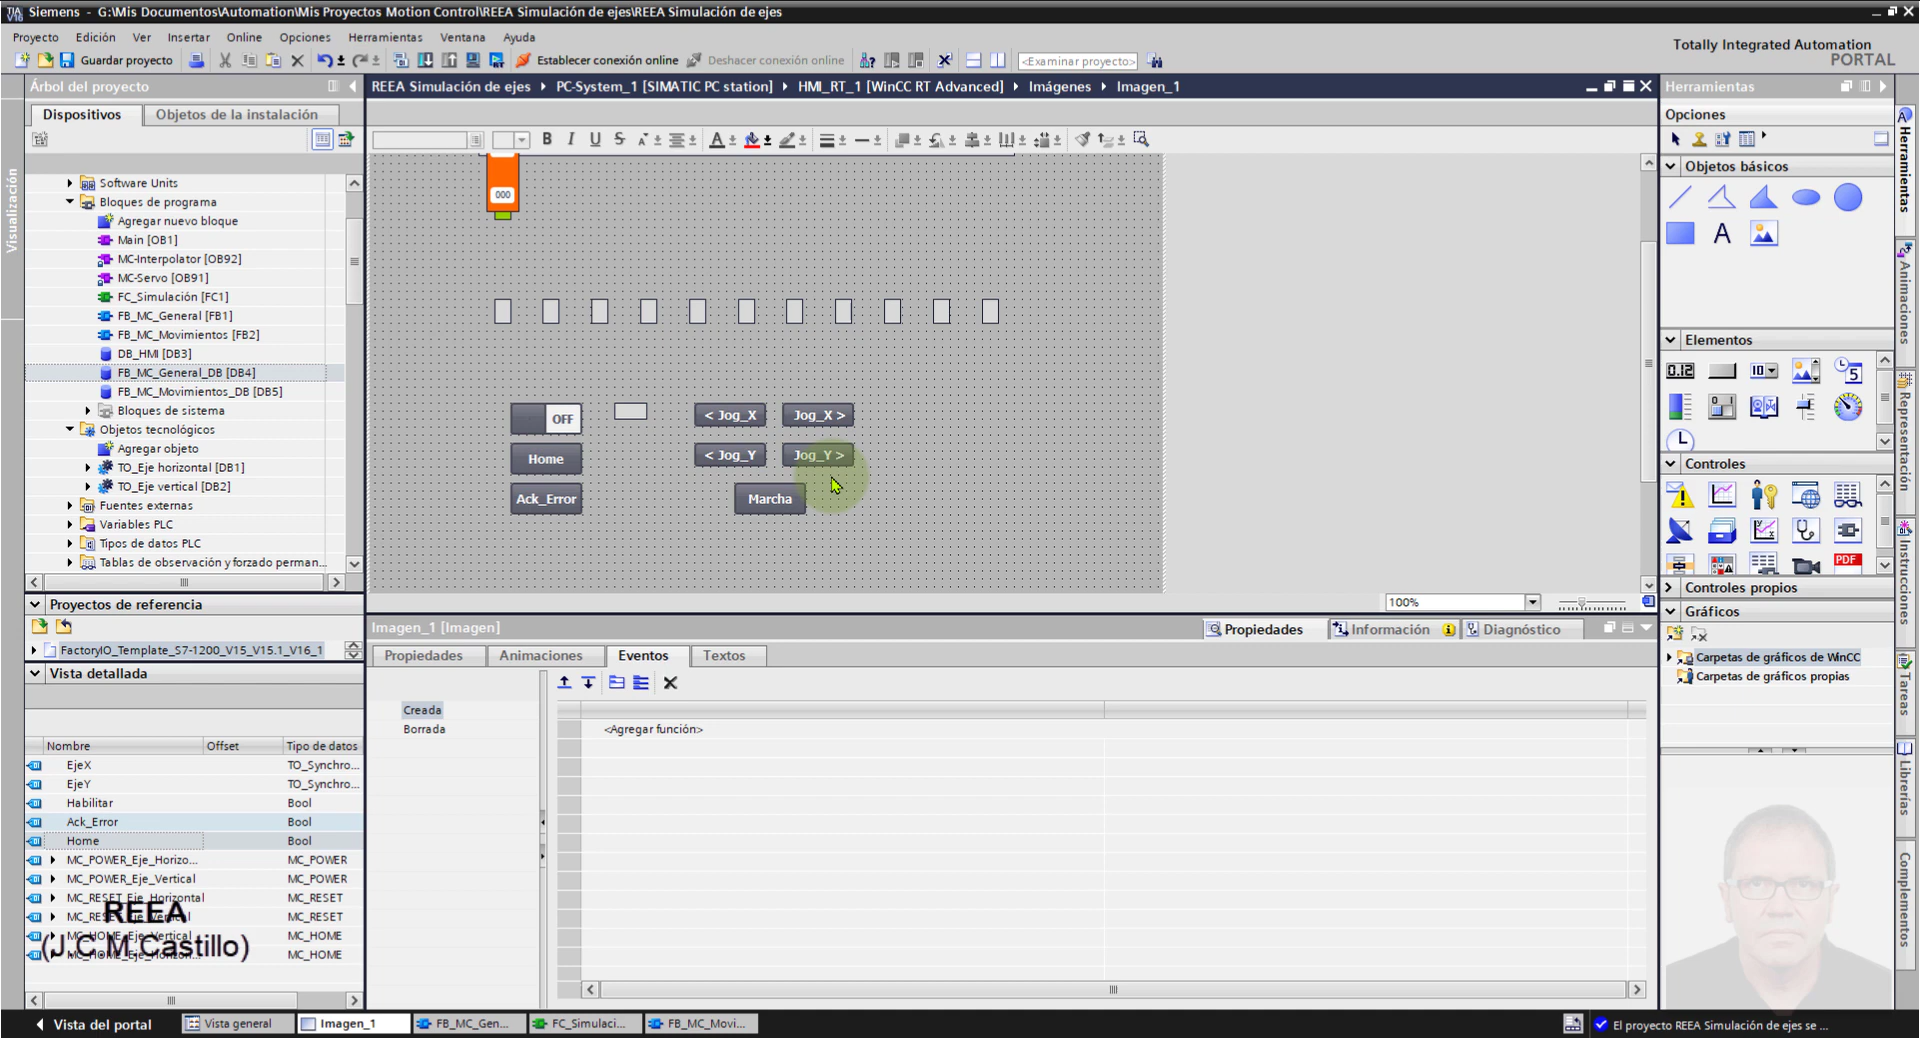 Siemens - G:\Mis Documentos\Automation\Mis Proyectos Motion Control\REEA Simulación de ejes\REEA Simulación de ejes
Proyecto Edición Ver Insertar Online Opciones Herramientas Ventana Ayuda
Totally Integrated Automation
PORTAL
Guardar proyecto
Establecer conexión online
Deshacer conexión online
<Examinar proyecto>
Árbol del proyecto
REEA Simulación de ejes PC-System_1 [SIMATIC PC station] HMI_RT_1 [WinCC RT Advanced] Imágenes Imagen_1
Herramientas
Dispositivos
Objetos de la instalación
Opciones
Visualización
Software Units
Bloques de programa
Agregar nuevo bloque
Main [OB1]
MC-Interpolator [OB92]
MC-Servo [OB91]
FC_Simulación [FC1]
FB_MC_General [FB1]
FB_MC_Movimientos [FB2]
DB_HMI [DB3]
FB_MC_General_DB [DB4]
FB_MC_Movimientos_DB [DB5]
Bloques de sistema
Objetos tecnológicos
Agregar objeto
TO_Eje horizontal [DB1]
TO_Eje vertical [DB2]
Fuentes externas
Variables PLC
Tipos de datos PLC
Tablas de observación y forzado perman...
Proyectos de referencia
FactoryIO_Template_S7-1200_V15_V15.1_V16_1
Vista detallada
Nombre Offset Tipo de datos
EjeX TO_Synchro...
EjeY TO_Synchro...
Habilitar Bool
Ack_Error Bool
Home Bool
MC_POWER_Eje_Horizo... MC_POWER
MC_POWER_Eje_Vertical MC_POWER
MC_RESET_Eje_Horizontal MC_RESET
MC_RESET_Eje_Vertical MC_RESET
MC_HOME_Eje_Vertical MC_HOME
MC_HOME_Eje_Horizon... MC_HOME
REEA
(J.C.M.Castillo)
000
OFF
< Jog_X
Jog_X >
Home
< Jog_Y
Jog_Y >
Ack_Error
Marcha
100%
Imagen_1 [Imagen]
Propiedades
Información
Diagnóstico
Propiedades Animaciones Eventos Textos
Creada
Borrada
<Agregar función>
Objetos básicos
A
Elementos
0.12
10
5
Controles
PDF
Controles propios
Gráficos
Carpetas de gráficos de WinCC
Carpetas de gráficos propias
Herramientas
Animaciones
Representación
Instrucciones
Tareas
Librerías
Complementos
Vista del portal
Vista general
Imagen_1
FB_MC_Gen...
FC_Simulaci...
FB_MC_Movi...
El proyecto REEA Simulación de ejes se ...